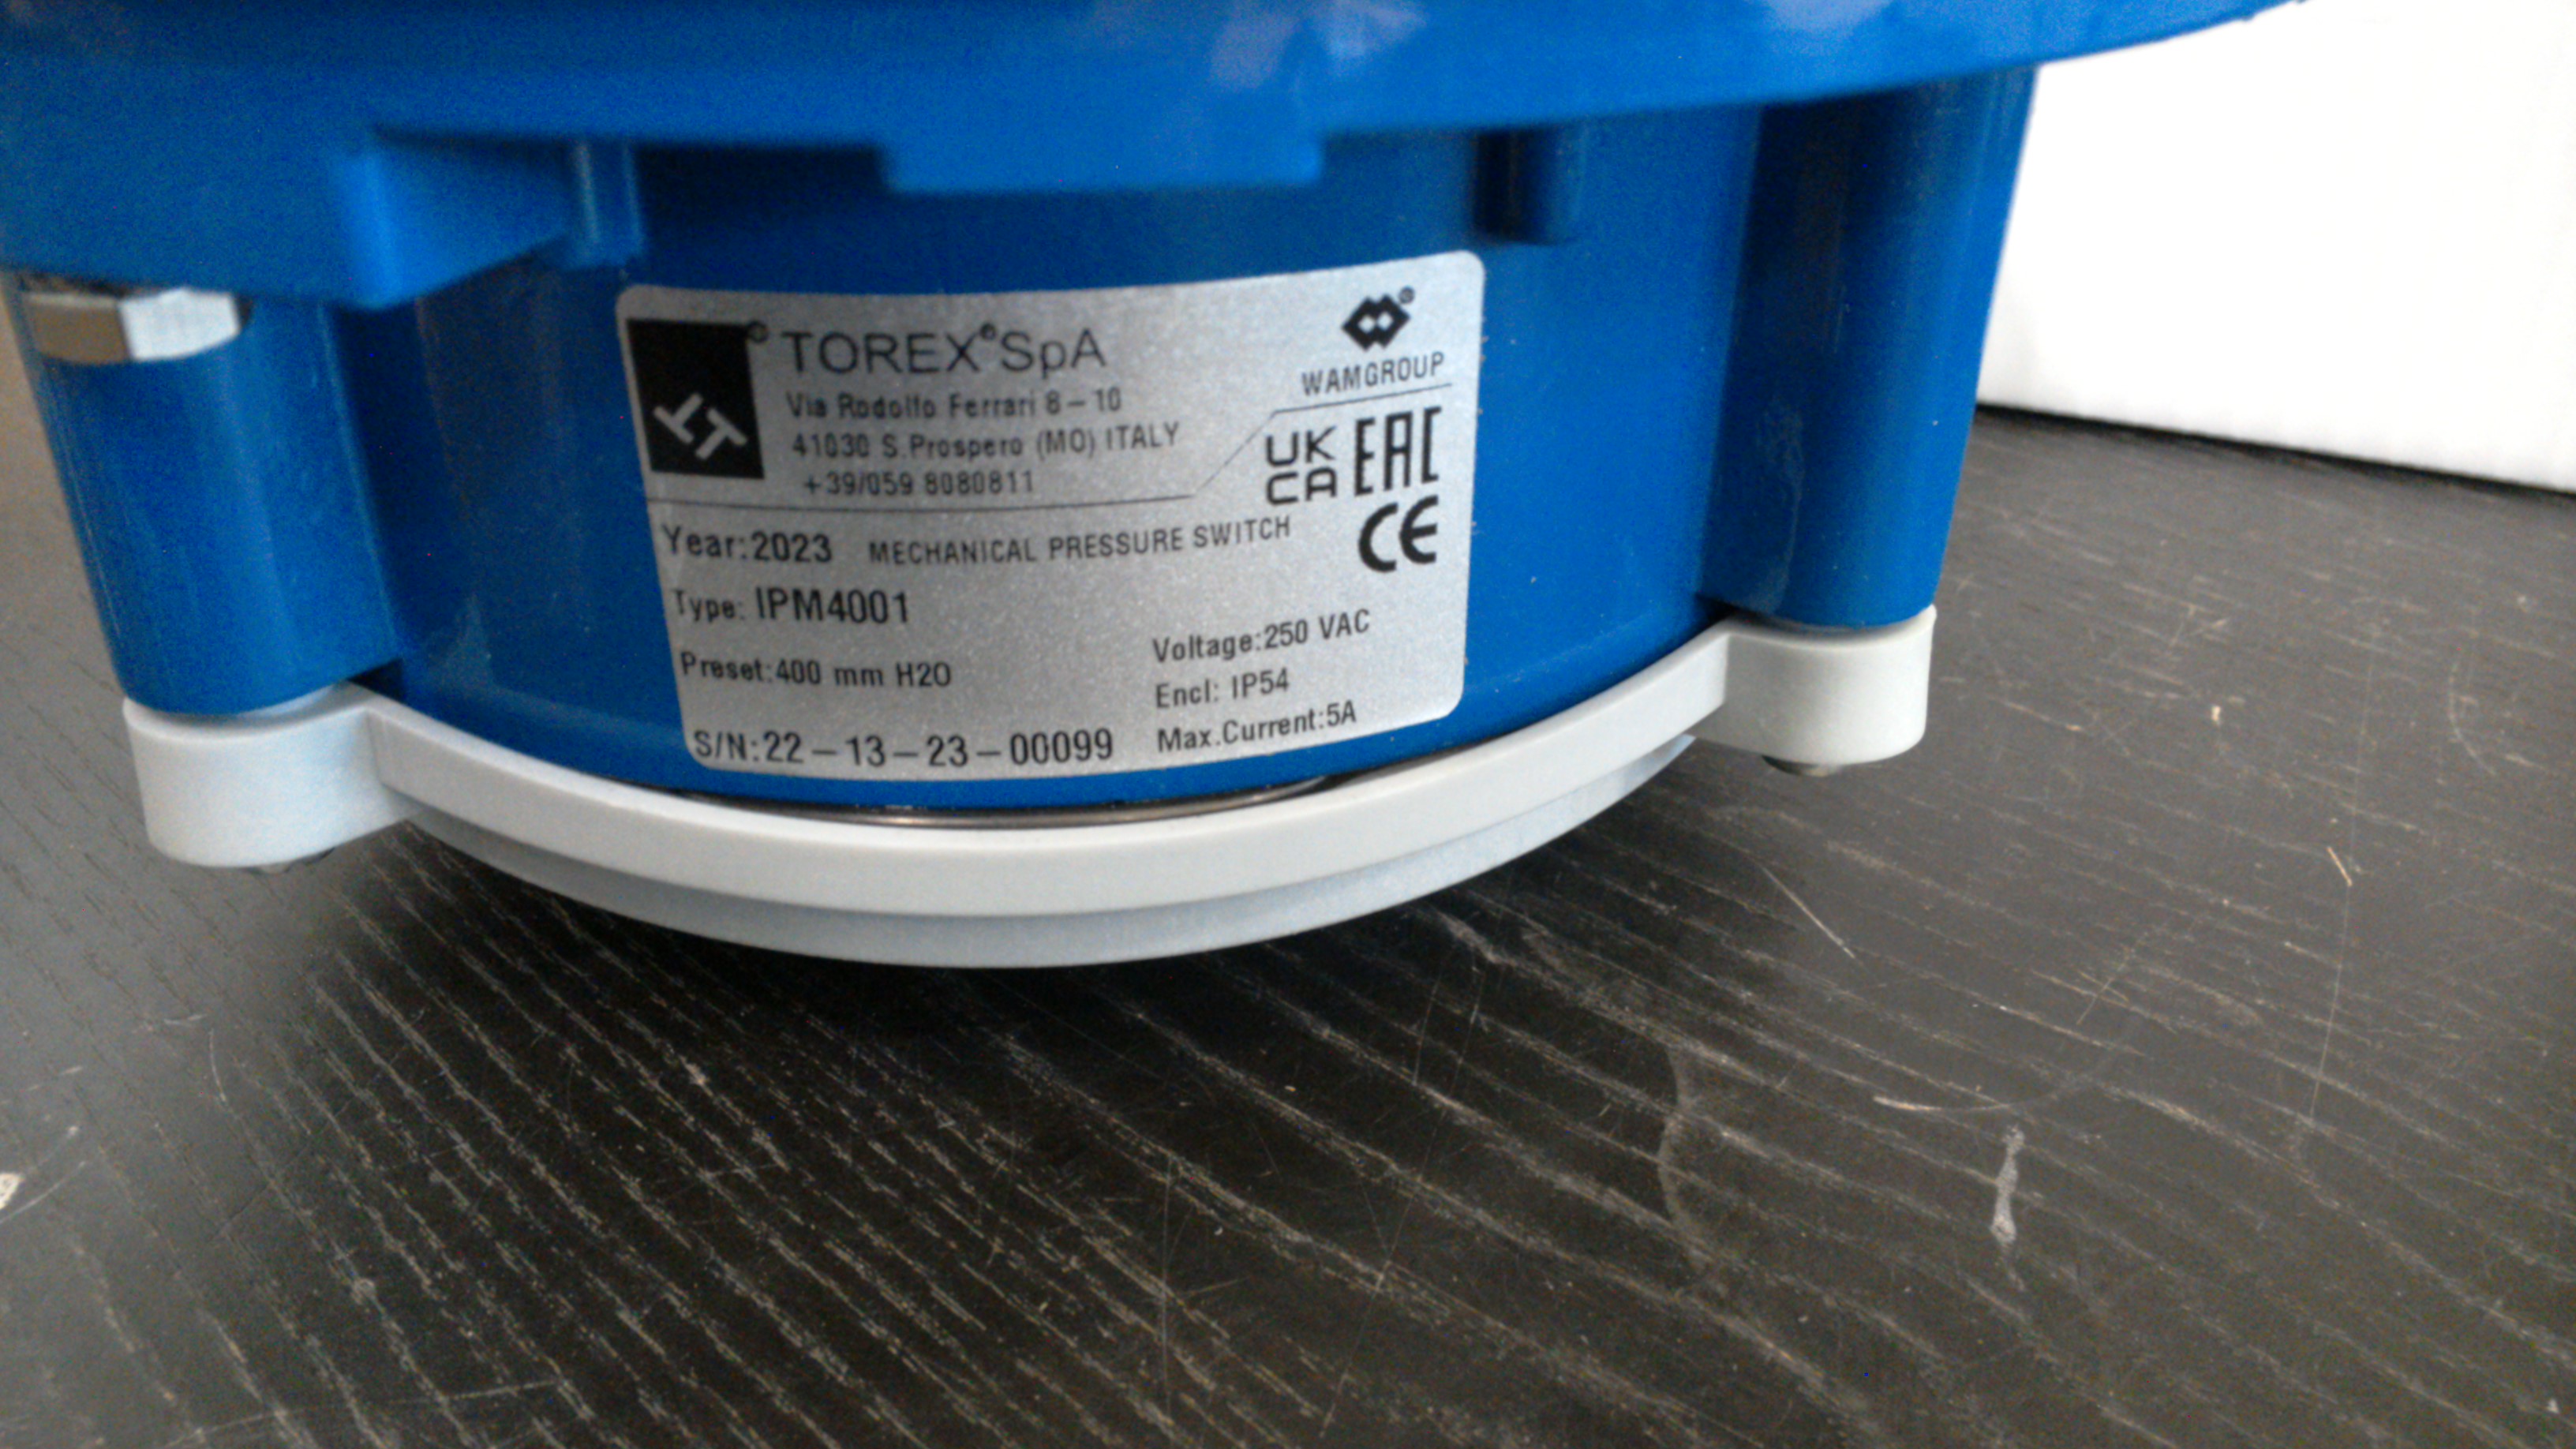 TOREX® SpA
Via Rodolfo Ferrari 8 – 10
41030 S.Prospero (MO) ITALY
+39/059 8080811
WAMGROUP
UK
CA
EAC
CE
Year:2023 MECHANICAL PRESSURE SWITCH
Type: IPM4001
Preset:400 mm H2O
S/N:22 – 13 – 23 – 00099
Voltage:250 VAC
Encl: IP54
Max.Current:5A